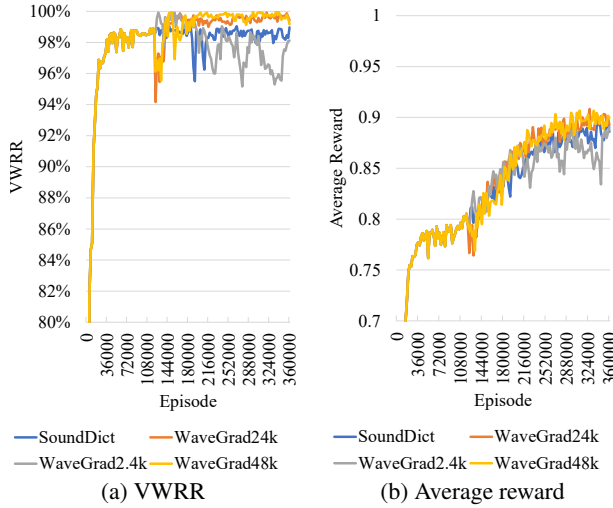 100%
98%
96%
94%
92%
90%
88%
86%
84%
82%
80%
VWRR
0
36000
72000
108000
144000
180000
216000
252000
288000
324000
360000
Episode
SoundDict
WaveGrad24k
WaveGrad2.4k
WaveGrad48k
(a) VWRR
1
0.95
0.9
0.85
0.8
0.75
0.7
Average Reward
0
36000
72000
108000
144000
180000
216000
252000
288000
324000
360000
Episode
SoundDict
WaveGrad24k
WaveGrad2.4k
WaveGrad48k
(b) Average reward